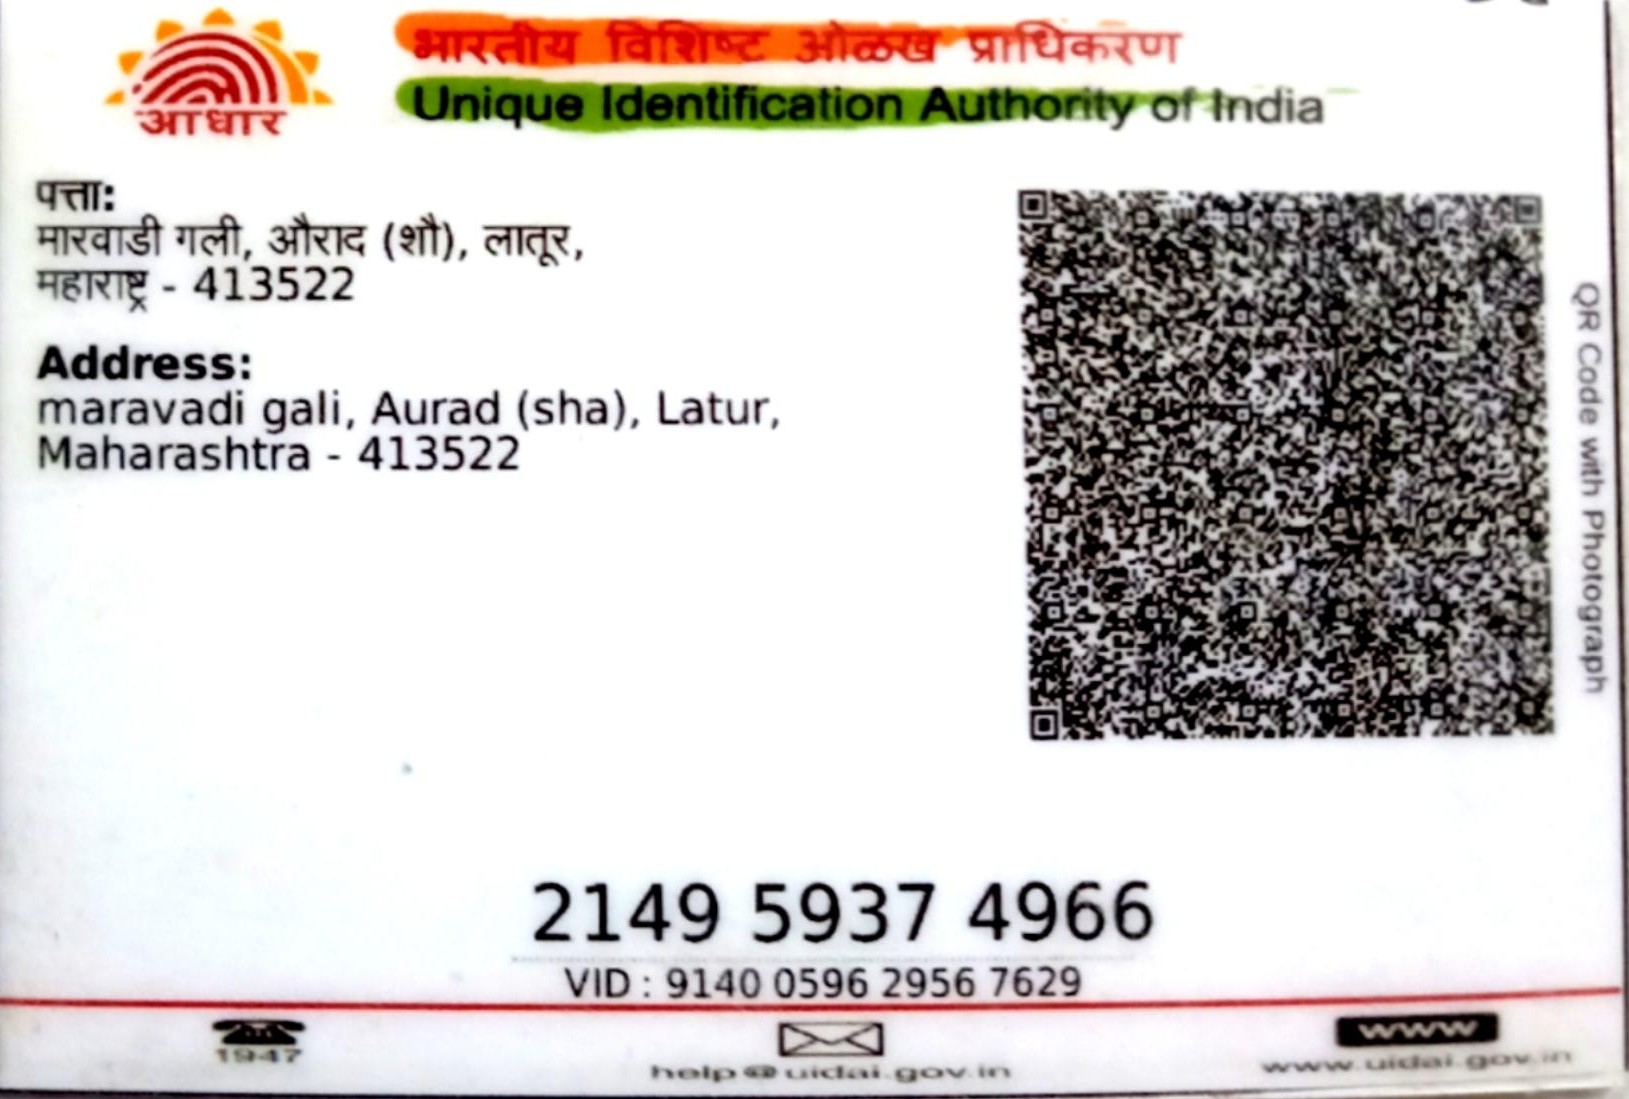 आधार
भारतीय विशिष्ट ओळख प्राधिकरण
Unique Identification Authority of India
पत्ता:
मारवाडी गली, औराद (शौ), लातूर,
महाराष्ट्र - 413522
Address:
maravadi gali, Aurad (sha), Latur,
Maharashtra - 413522
QR Code with Photograph
2149 5937 4966
VID : 9140 0596 2956 7629
1947
help@uidai.gov.in
www
www.uidai.gov.in